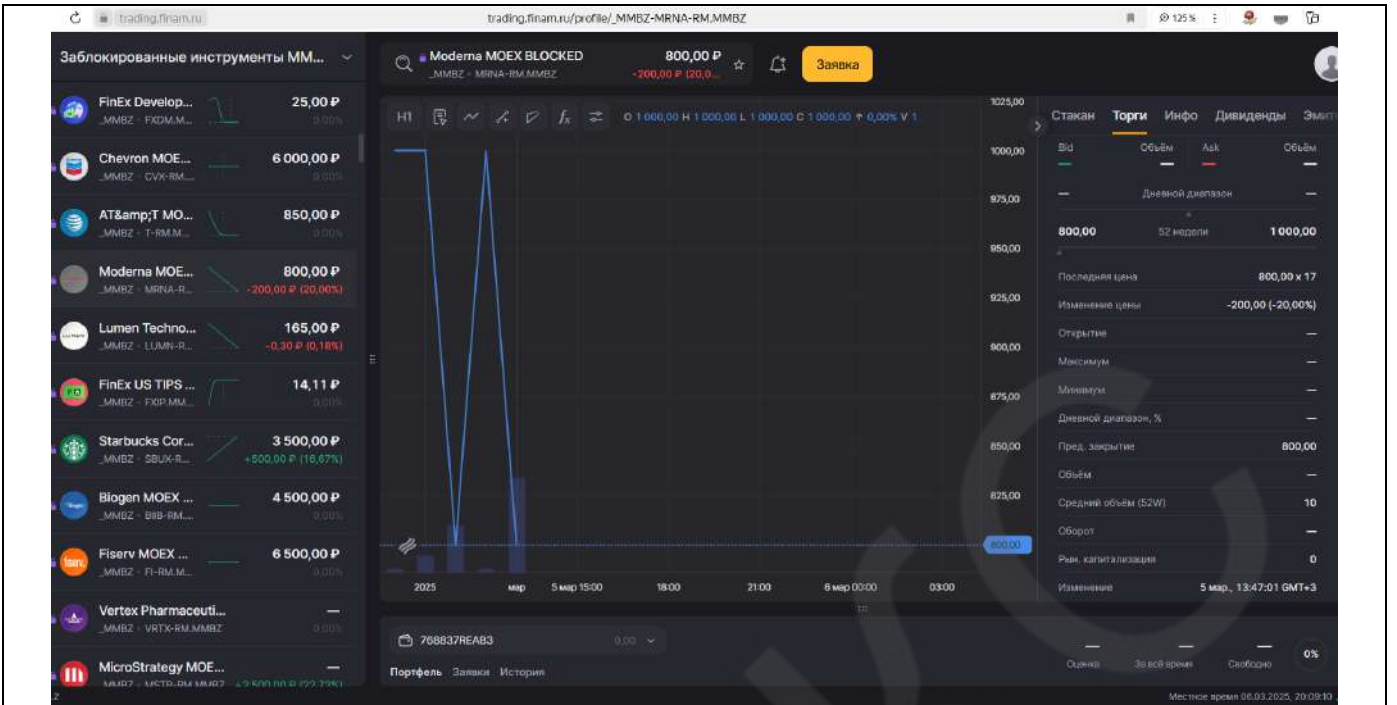 trading.finam.ru
trading.finam.ru/profile/_MMBZ-MRNA-RM.MMBZ
125 %
Заблокированные инструменты ММ...
FinEx Develop...
25,00 ₽
_MMBZ · FXDM.M...
0,00%
Chevron MOE...
6 000,00 ₽
_MMBZ · CVX-RM....
0,00%
AT&amp;T MO...
850,00 ₽
_MMBZ · T-RM.M...
0,00%
Moderna MOE...
800,00 ₽
_MMBZ · MRNA-R...
-200,00 ₽ (20,00%)
Lumen Techno...
165,00 ₽
_MMBZ · LUMN-R...
-0,30 ₽ (0,18%)
FinEx US TIPS ...
14,11 ₽
_MMBZ · FXIP.MM...
0,00%
Starbucks Cor...
3 500,00 ₽
_MMBZ · SBUX-R...
+500,00 ₽ (16,67%)
Biogen MOEX ...
4 500,00 ₽
_MMBZ · BIIB-RM....
0,00%
Fiserv MOEX ...
6 500,00 ₽
_MMBZ · FI-RM.M...
0,00%
Vertex Pharmaceuti...
—
_MMBZ · VRTX-RM.MMBZ
0,00%
MicroStrategy MOE...
—
_MMBZ · MSTR-RM.MMBZ
+2 500,00 ₽ (22,73%)
Moderna MOEX BLOCKED
800,00 ₽
_MMBZ · MRNA-RM.MMBZ
-200,00 ₽ (20,0...
Заявка
H1
fx
O 1 000,00 H 1 000,00 L 1 000,00 C 1 000,00 ↑ 0,00% V 1
1025,00
1000,00
975,00
950,00
925,00
900,00
875,00
850,00
825,00
800,00
2025
мар
5 мар 15:00
18:00
21:00
6 мар 00:00
03:00
768837REAB3
0,00
Портфель Заявки История
Стакан Торги Инфо Дивиденды Эмит
Bid Объём Ask Объём
— — — —
— Дневной диапазон —
800,00 52 недели 1 000,00
Последняя цена 800,00 x 17
Изменение цены -200,00 (-20,00%)
Открытие —
Максимум —
Минимум —
Дневной диапазон, % —
Пред. закрытие 800,00
Объём —
Средний объём (52W) 10
Оборот —
Рын. капитализация 0
Изменение 5 мар., 13:47:01 GMT+3
— — —
Оценка За всё время Свободно
0%
Местное время 06.03.2025, 20:09:10